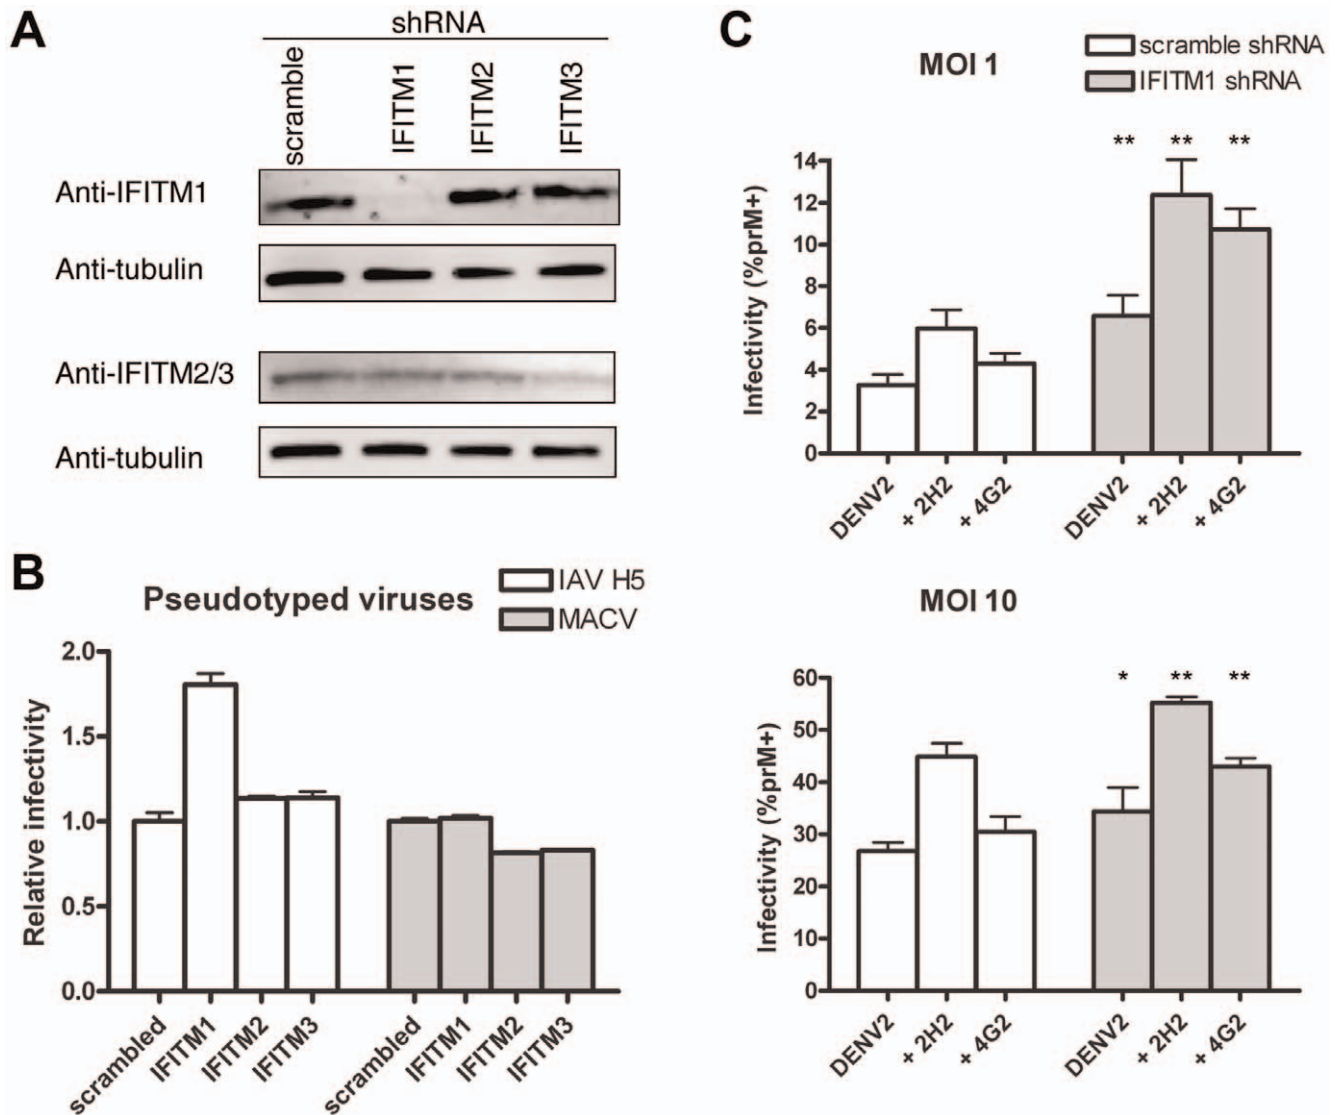 A
shRNA
scramble
IFITM1
IFITM2
IFITM3
Anti-IFITM1
Anti-tubulin
Anti-IFITM2/3
Anti-tubulin
B
Pseudotyped viruses
IAV H5
MACV
Relative infectivity
2.0
1.5
1.0
0.5
0.0
scrambled
IFITM1
IFITM2
IFITM3
scrambled
IFITM1
IFITM2
IFITM3
C
scramble shRNA
IFITM1 shRNA
MOI 1
** ** **
Infectivity (%prM+)
14
12
10
8
6
4
2
0
DENV2
+ 2H2
+ 4G2
DENV2
+ 2H2
+ 4G2
MOI 10
* ** **
Infectivity (%prM+)
60
50
40
30
20
10
0
DENV2
+ 2H2
+ 4G2
DENV2
+ 2H2
+ 4G2